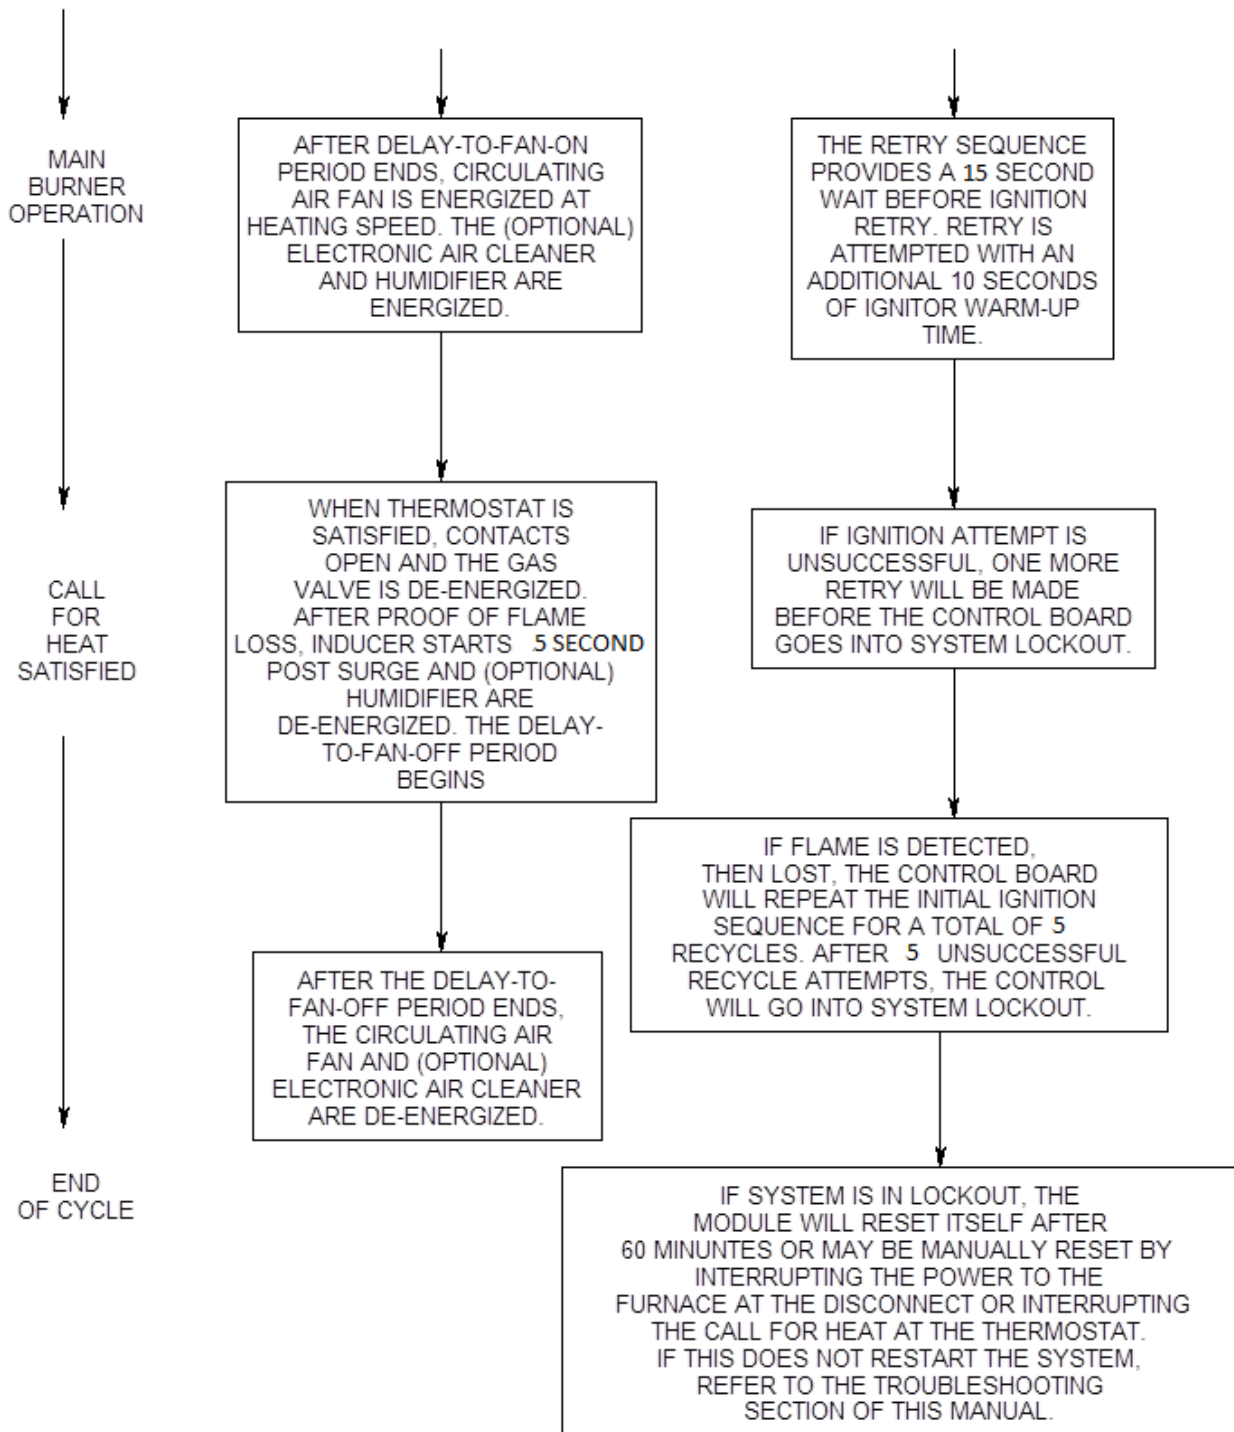 MAIN
BURNER
OPERATION
CALL
FOR
HEAT
SATISFIED
END
OF CYCLE
AFTER DELAY-TO-FAN-ON
PERIOD ENDS, CIRCULATING
AIR FAN IS ENERGIZED AT
HEATING SPEED. THE (OPTIONAL)
ELECTRONIC AIR CLEANER
AND HUMIDIFIER ARE
ENERGIZED.
WHEN THERMOSTAT IS
SATISFIED, CONTACTS
OPEN AND THE GAS
VALVE IS DE-ENERGIZED.
AFTER PROOF OF FLAME
LOSS, INDUCER STARTS 5 SECOND
POST SURGE AND (OPTIONAL)
HUMIDIFIER ARE
DE-ENERGIZED. THE DELAY-
TO-FAN-OFF PERIOD
BEGINS
AFTER THE DELAY-TO-
FAN-OFF PERIOD ENDS,
THE CIRCULATING AIR
FAN AND (OPTIONAL)
ELECTRONIC AIR CLEANER
ARE DE-ENERGIZED.
THE RETRY SEQUENCE
PROVIDES A 15 SECOND
WAIT BEFORE IGNITION
RETRY. RETRY IS
ATTEMPTED WITH AN
ADDITIONAL 10 SECONDS
OF IGNITOR WARM-UP
TIME.
IF IGNITION ATTEMPT IS
UNSUCCESSFUL, ONE MORE
RETRY WILL BE MADE
BEFORE THE CONTROL BOARD
GOES INTO SYSTEM LOCKOUT.
IF FLAME IS DETECTED,
THEN LOST, THE CONTROL BOARD
WILL REPEAT THE INITIAL IGNITION
SEQUENCE FOR A TOTAL OF 5
RECYCLES. AFTER 5 UNSUCCESSFUL
RECYCLE ATTEMPTS, THE CONTROL
WILL GO INTO SYSTEM LOCKOUT.
IF SYSTEM IS IN LOCKOUT, THE
MODULE WILL RESET ITSELF AFTER
60 MINUNTES OR MAY BE MANUALLY RESET BY
INTERRUPTING THE POWER TO THE
FURNACE AT THE DISCONNECT OR INTERRUPTING
THE CALL FOR HEAT AT THE THERMOSTAT.
IF THIS DOES NOT RESTART THE SYSTEM,
REFER TO THE TROUBLESHOOTING
SECTION OF THIS MANUAL.